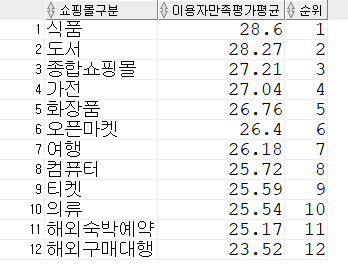 쇼핑몰구분 이용자만족평가평균 순위
1 식품 28.6 1
2 도서 28.27 2
3 종합쇼핑몰 27.21 3
4 가전 27.04 4
5 화장품 26.76 5
6 오픈마켓 26.4 6
7 여행 26.18 7
8 컴퓨터 25.72 8
9 티켓 25.59 9
10 의류 25.54 10
11 해외숙박예약 25.17 11
12 해외구매대행 23.52 12